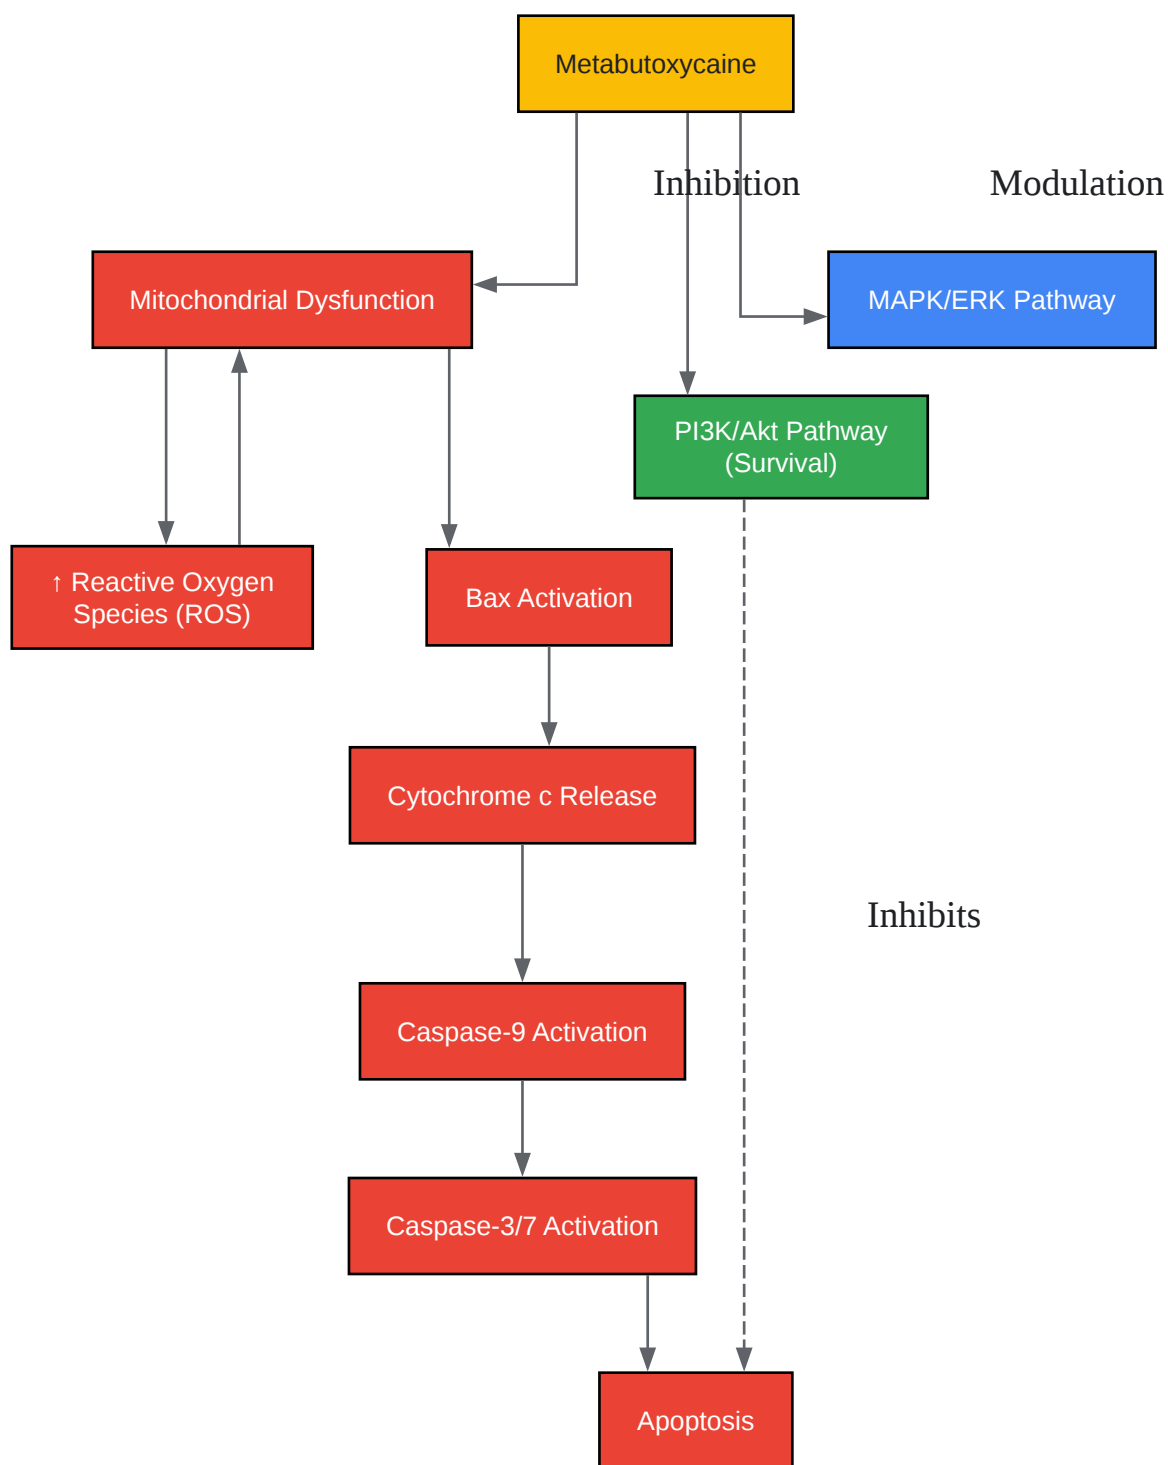 Metabutoxycaine
Inhibition
Modulation
Mitochondrial Dysfunction
MAPK/ERK Pathway
PI3K/Akt Pathway
(Survival)
↑ Reactive Oxygen
Species (ROS)
Bax Activation
Cytochrome c Release
Inhibits
Caspase-9 Activation
Caspase-3/7 Activation
Apoptosis